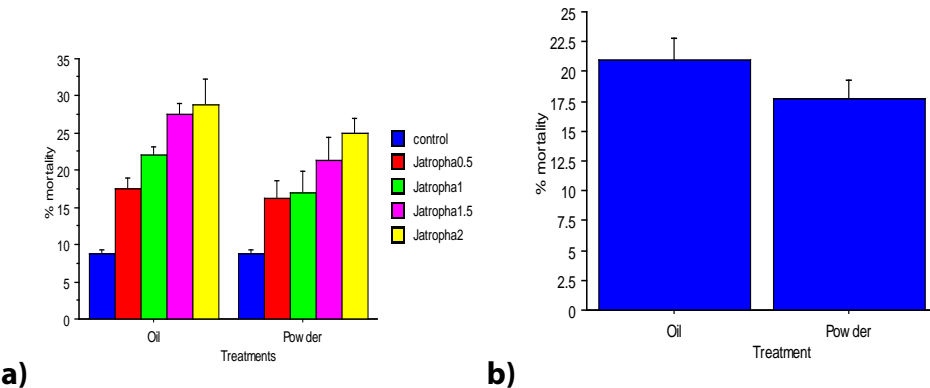 35
30
25
20
15
10
5
0
% mortality
Oil
Pow der
Treatments
control
Jatropha0.5
Jatropha1
Jatropha1.5
Jatropha2
a)
25
22.5
20
17.5
15
12.5
10
7.5
5
2.5
0
% mortality
Oil
Pow der
Treatment
b)